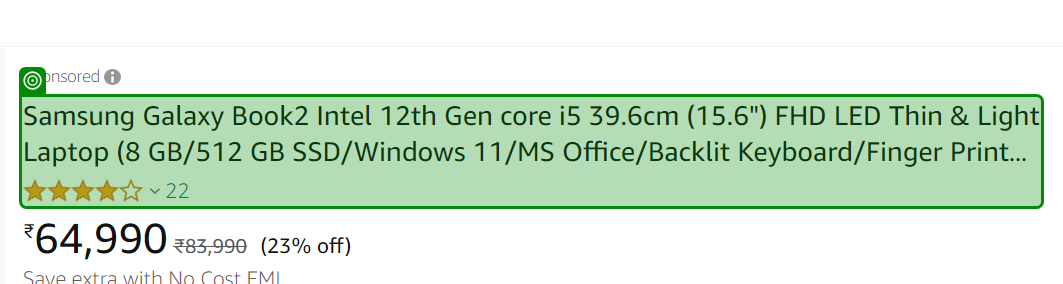 onsored
Samsung Galaxy Book2 Intel 12th Gen core i5 39.6cm (15.6") FHD LED Thin & Light
Laptop (8 GB/512 GB SSD/Windows 11/MS Office/Backlit Keyboard/Finger Print...
22
₹64,990 ₹83,990 (23% off)
Save extra with No Cost EMI